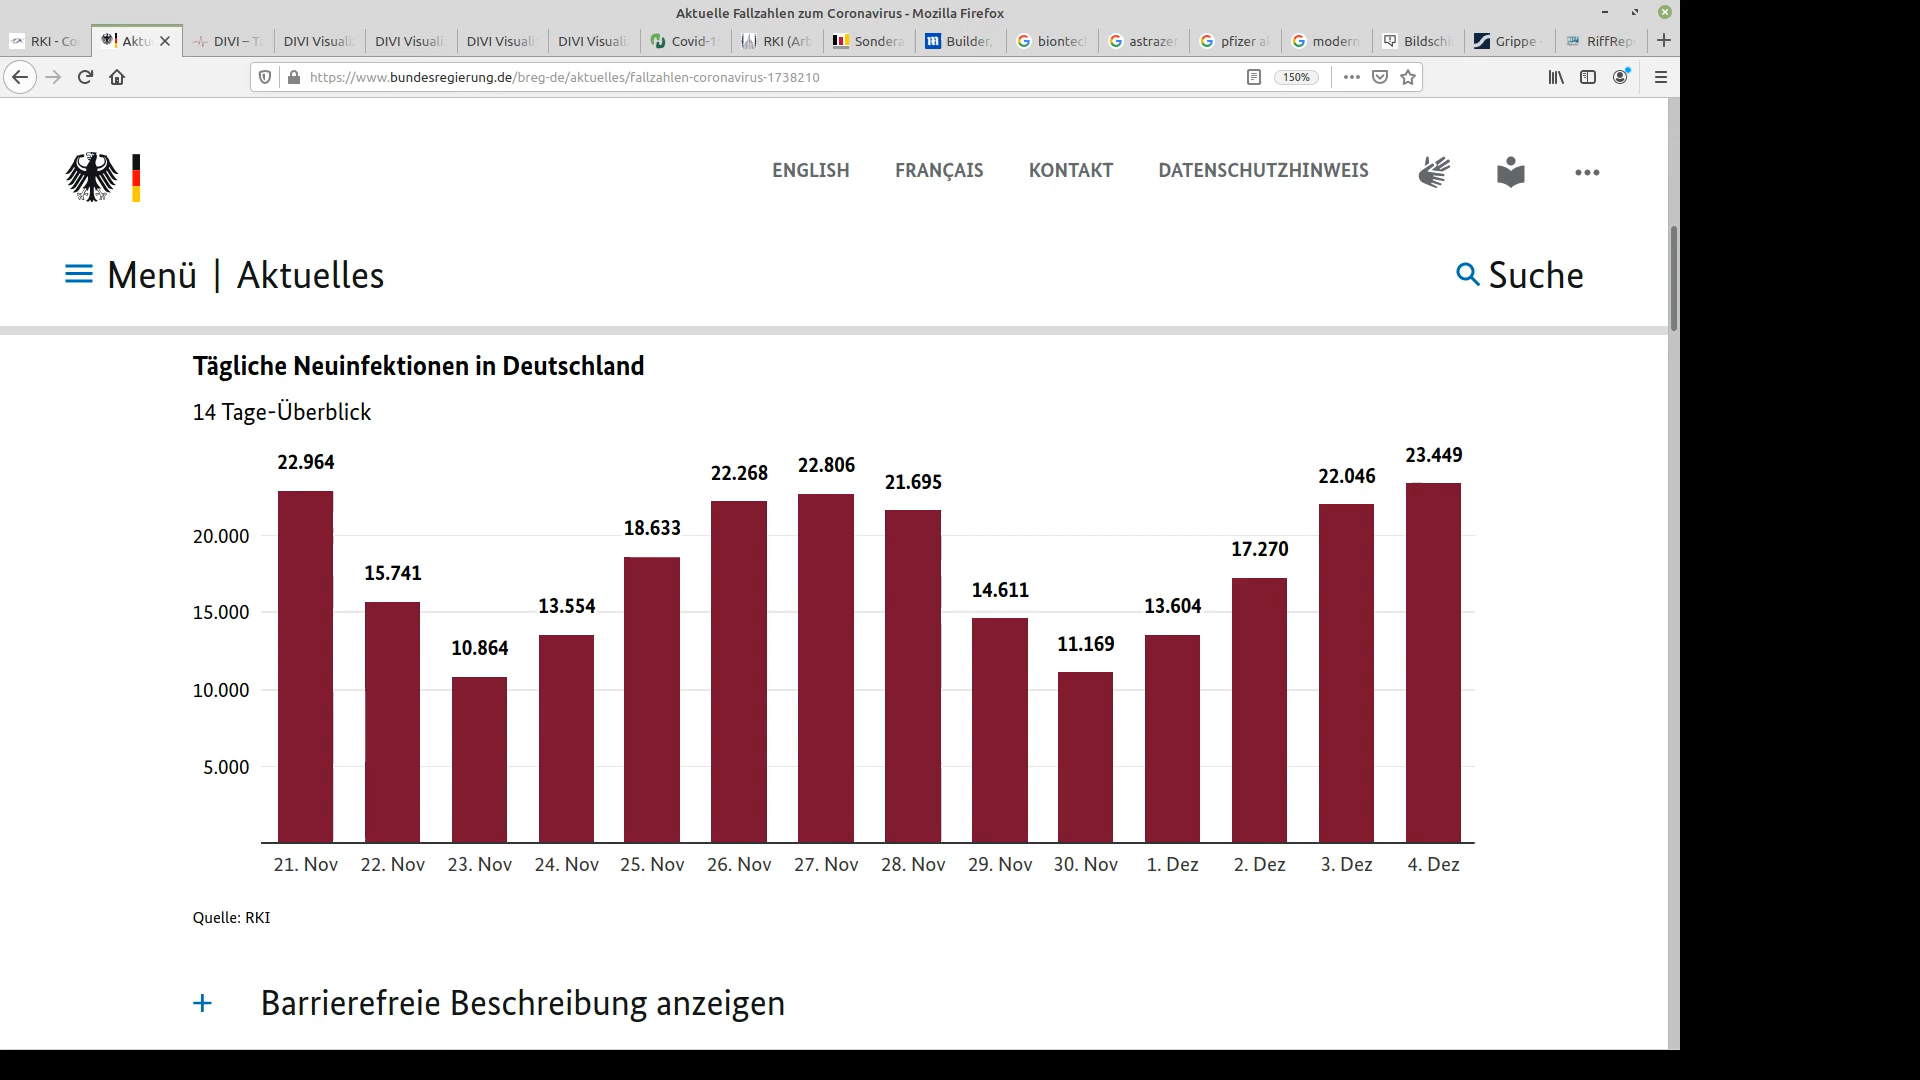 Aktuelle Fallzahlen zum Coronavirus - Mozilla Firefox
RKI - Co
Aktu
DIVI – T
DIVI Visuali
DIVI Visuali
DIVI Visuali
DIVI Visuali
Covid-1
RKI (Art
Sondera
Builder,
biontec
astrazen
pfizer a
modern
Bildschi
Grippe -
RiffRep
https://www.bundesregierung.de/breg-de/aktuelles/fallzahlen-coronavirus-1738210
150%
ENGLISH FRANÇAIS KONTAKT DATENSCHUTZHINWEIS
Menü | Aktuelles
Suche
Tägliche Neuinfektionen in Deutschland
14 Tage-Überblick
22.964 15.741 10.864 13.554 18.633 22.268 22.806 21.695 14.611 11.169 13.604 17.270 22.046 23.449
20.000
15.000
10.000
5.000
21. Nov 22. Nov 23. Nov 24. Nov 25. Nov 26. Nov 27. Nov 28. Nov 29. Nov 30. Nov 1. Dez 2. Dez 3. Dez 4. Dez
Quelle: RKI
+ Barrierefreie Beschreibung anzeigen